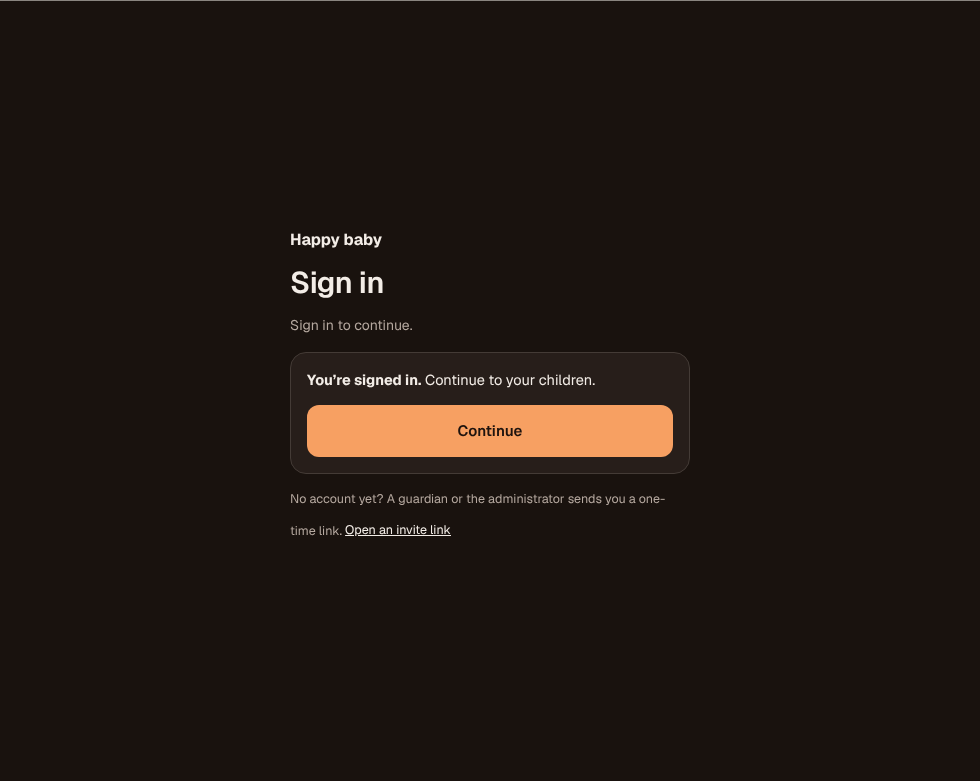 Happy baby
Sign in
Sign in to continue.
You’re signed in. Continue to your children.
Continue
No account yet? A guardian or the administrator sends you a one-
time link. Open an invite link